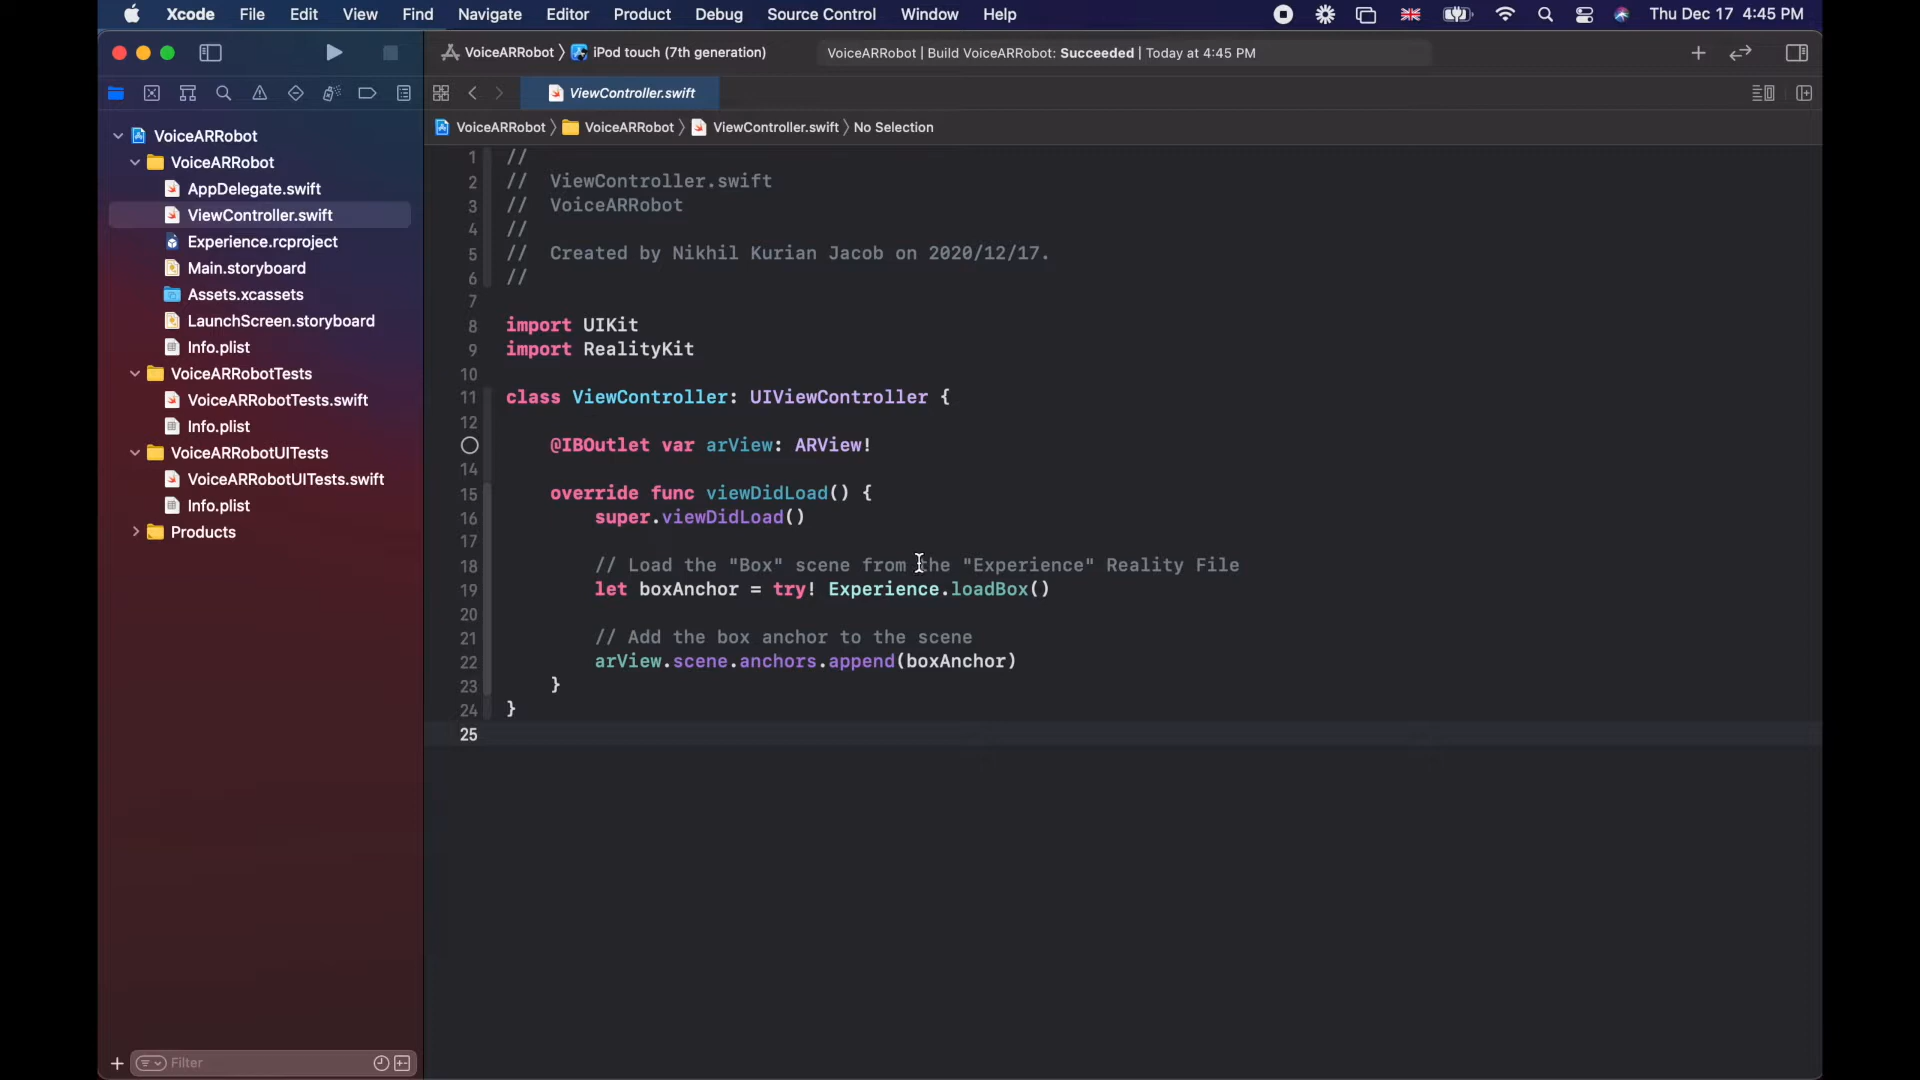 Xcode File Edit View Find Navigate Editor Product Debug Source Control Window Help Thu Dec 17 4:45 PM
VoiceARRobot iPod touch (7th generation) VoiceARRobot | Build VoiceARRobot: Succeeded | Today at 4:45 PM
ViewController.swift
VoiceARRobot VoiceARRobot ViewController.swift No Selection
VoiceARRobot
VoiceARRobot
AppDelegate.swift
ViewController.swift
Experience.rcproject
Main.storyboard
Assets.xcassets
LaunchScreen.storyboard
Info.plist
VoiceARRobotTests
VoiceARRobotTests.swift
Info.plist
VoiceARRobotUITests
VoiceARRobotUITests.swift
Info.plist
Products
Filter
1 //
2 // ViewController.swift
3 // VoiceARRobot
4 //
5 // Created by Nikhil Kurian Jacob on 2020/12/17.
6 //
7
8 import UIKit
9 import RealityKit
10
11 class ViewController: UIViewController {
12
@IBOutlet var arView: ARView!
14
15 override func viewDidLoad() {
16 super.viewDidLoad()
17
18 // Load the "Box" scene from the "Experience" Reality File
19 let boxAnchor = try! Experience.loadBox()
20
21 // Add the box anchor to the scene
22 arView.scene.anchors.append(boxAnchor)
23 }
24 }
25